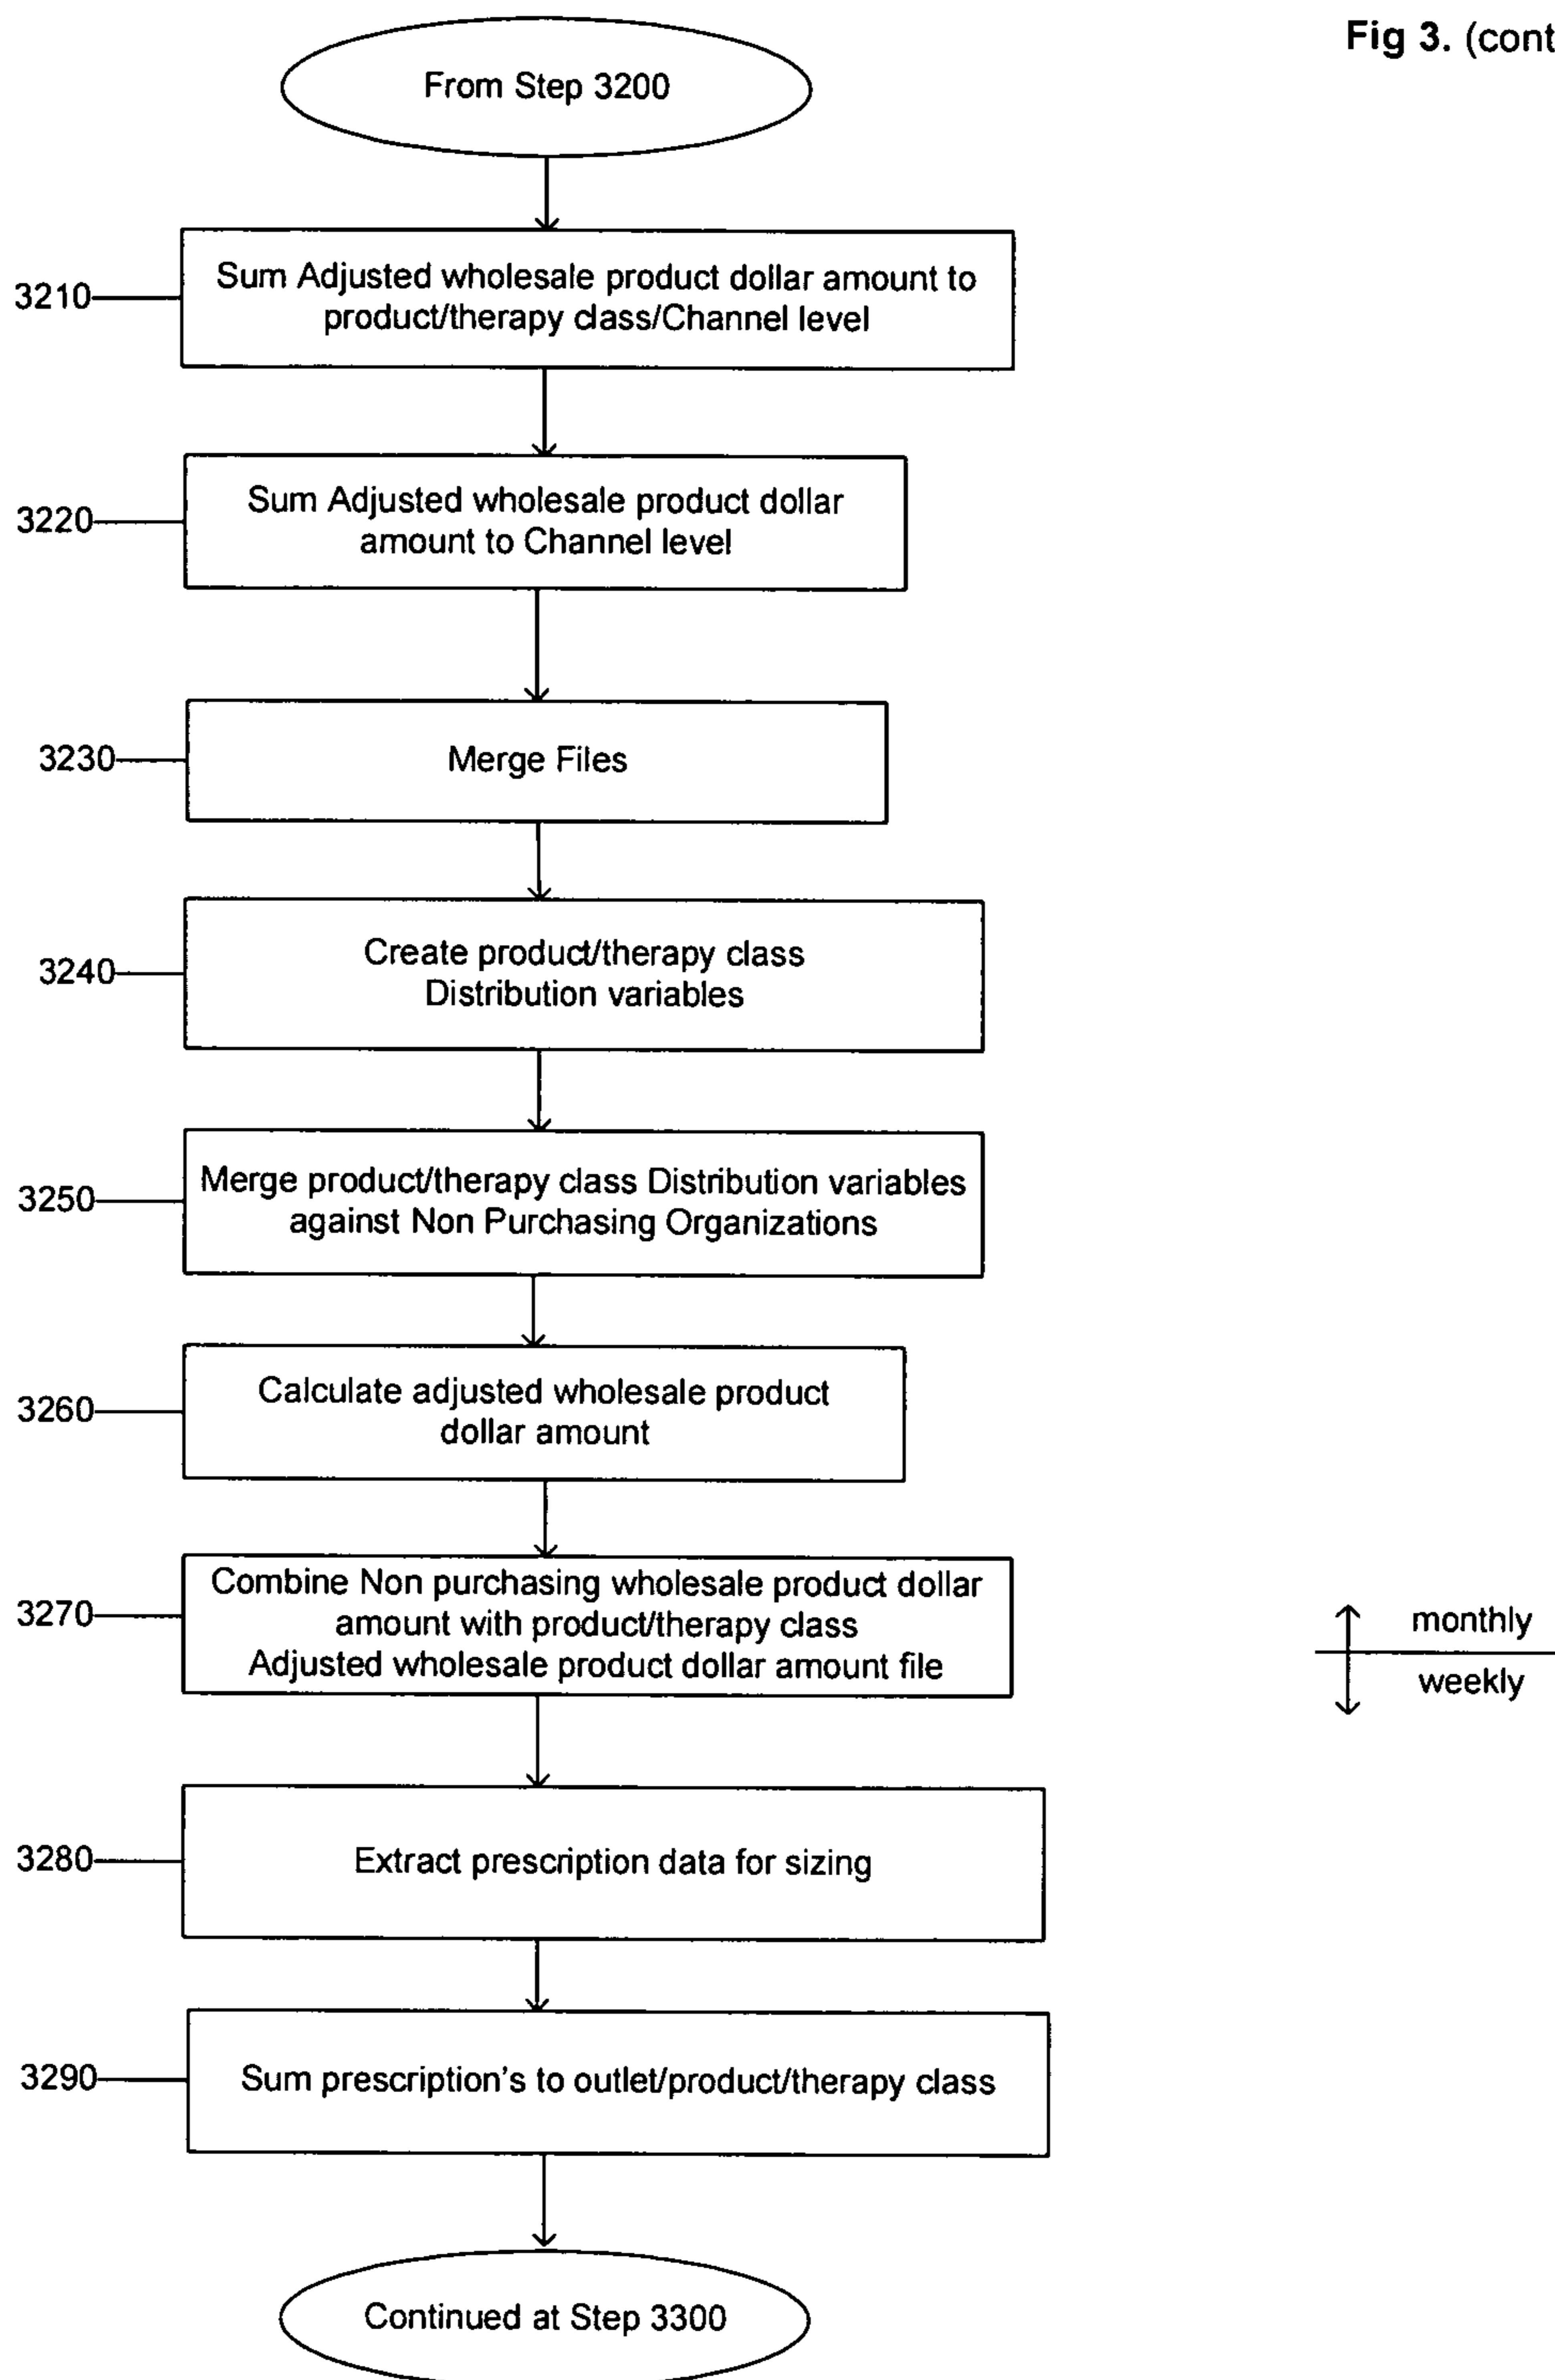 Fig 3. (cont
From Step 3200
3210
Sum Adjusted wholesale product dollar amount to
product/therapy class/Channel level
3220
Sum Adjusted wholesale product dollar
amount to Channel level
3230
Merge Files
3240
Create product/therapy class
Distribution variables
3250
Merge product/therapy class Distribution variables
against Non Purchasing Organizations
3260
Calculate adjusted wholesale product
dollar amount
3270
Combine Non purchasing wholesale product dollar
amount with product/therapy class
Adjusted wholesale product dollar amount file
monthly
weekly
3280
Extract prescription data for sizing
3290
Sum prescription's to outlet/product/therapy class
Continued at Step 3300